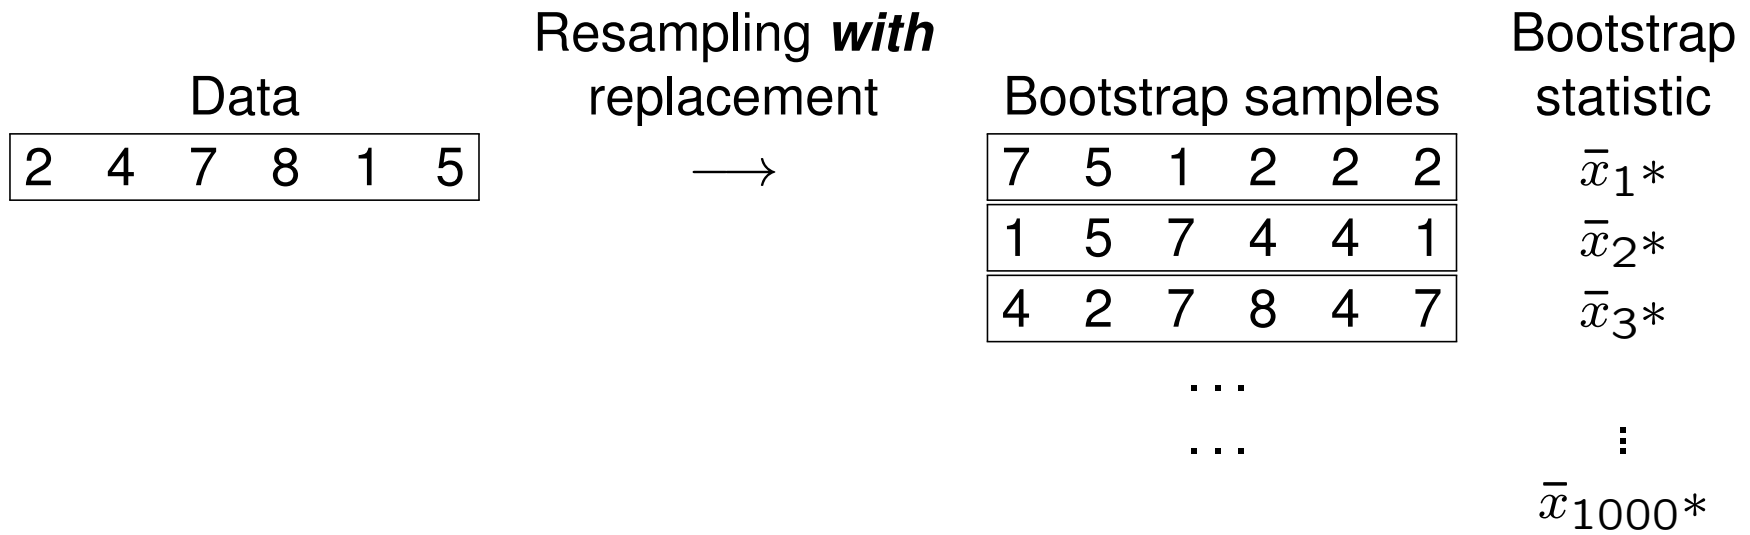 Resampling with Bootstrap
Data replacement Bootstrap samples statistic
2 4 7 8 1 5 ⟶ 7 5 1 2 2 2 x̄1*
1 5 7 4 4 1 x̄2*
4 2 7 8 4 7 x̄3*
...
... ⋮
x̄1000*